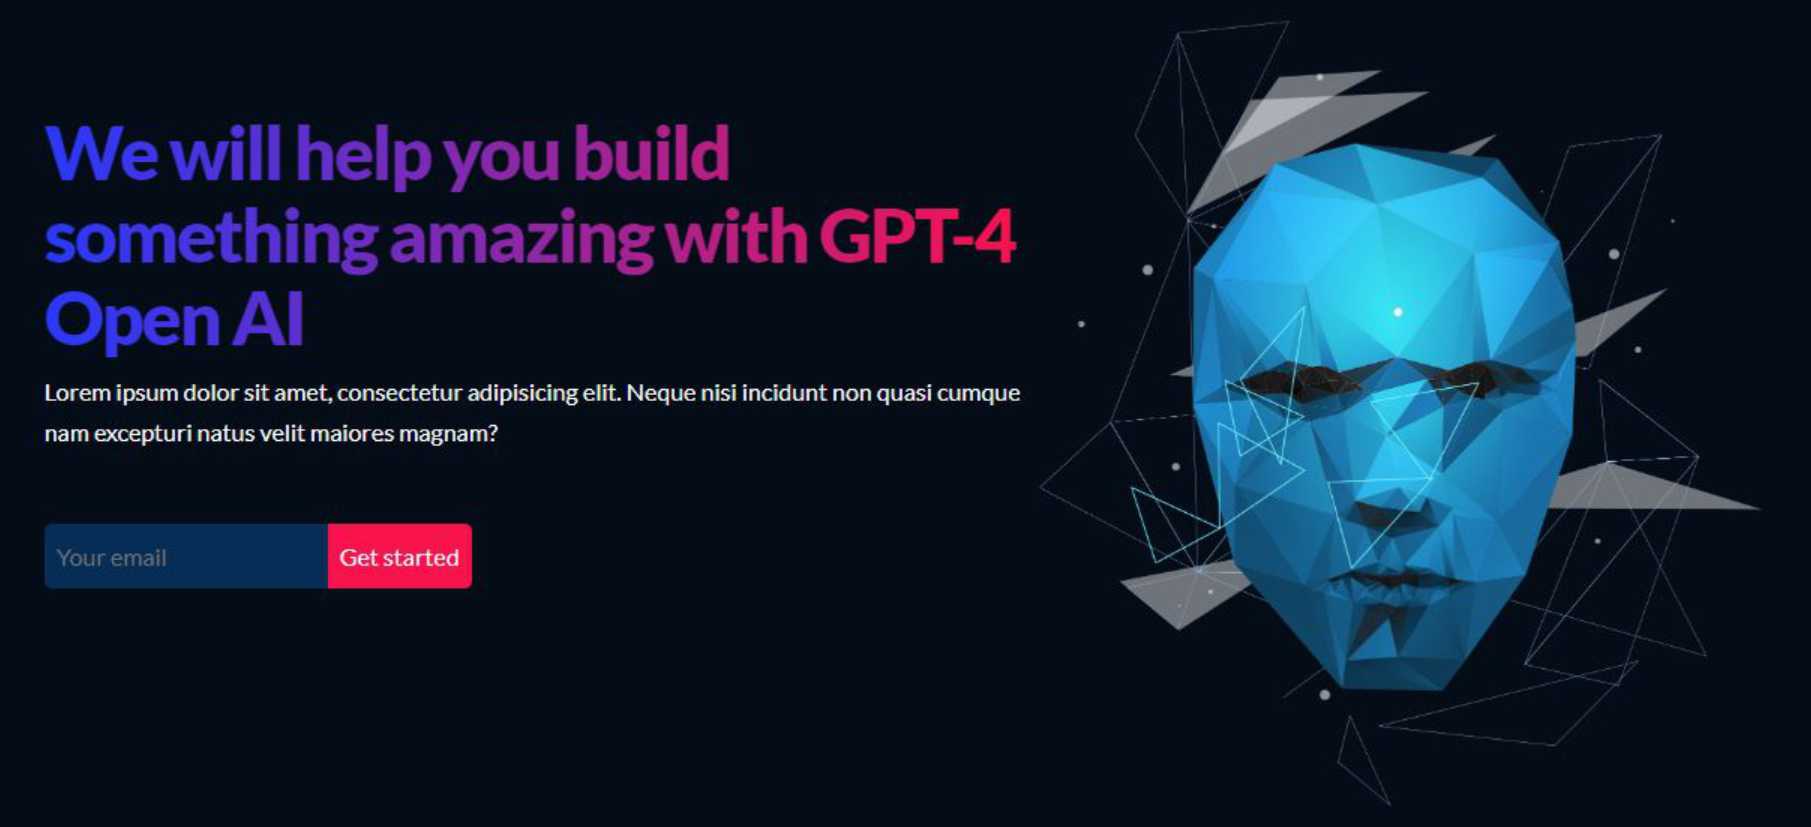 We will help you build
something amazing with GPT-4
Open AI
Lorem ipsum dolor sit amet, consectetur adipisicing elit. Neque nisi incidunt non quasi cumque
nam excepturi natus velit maiores magnam?
Your email
Get started